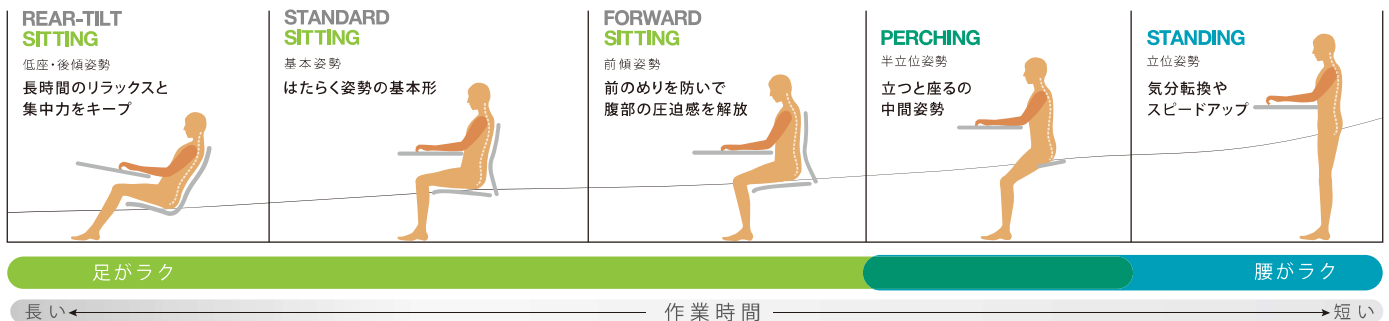 REAR-TILT
SITTING
低座・後傾姿勢
長時間のリラックスと
集中力をキープ
STANDARD
SITTING
基本姿勢
はたらく姿勢の基本形
FORWARD
SITTING
前傾姿勢
前のめりを防いで
腹部の圧迫感を解放
PERCHING
半立位姿勢
立つと座るの
中間姿勢
STANDING
立位姿勢
気分転換や
スピードアップ
足がラク
腰がラク
長い
作業時間
短い